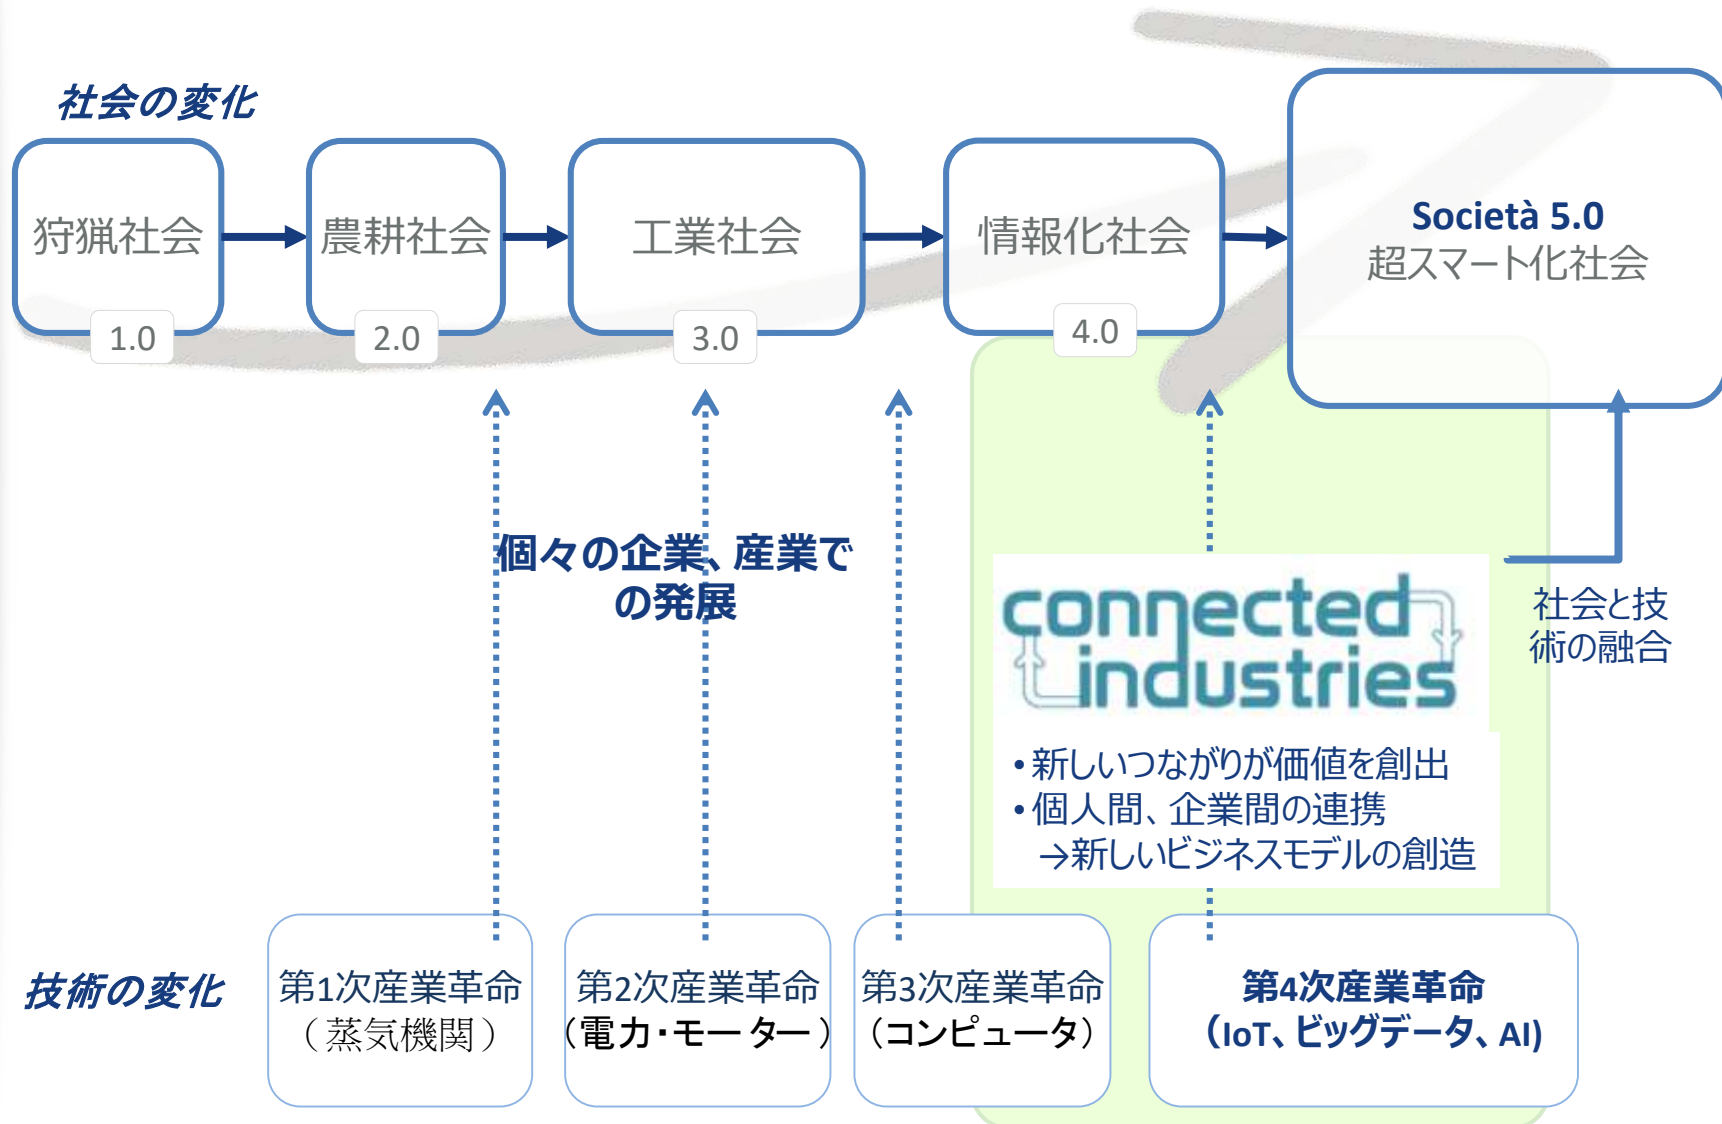 社会の変化
狩猟社会
農耕社会
工業社会
情報化社会
Società 5.0
超スマート化社会
1.0
2.0
3.0
4.0
個々の企業、産業で
の発展
connected
industries
社会と技
術の融合
• 新しいつながりが価値を創出
• 個人間、企業間の連携
→新しいビジネスモデルの創造
技術の変化
第1次産業革命
（蒸気機関）
第2次産業革命
（電力・モーター）
第3次産業革命
（コンピュータ）
第4次産業革命
（IoT、ビッグデータ、AI)